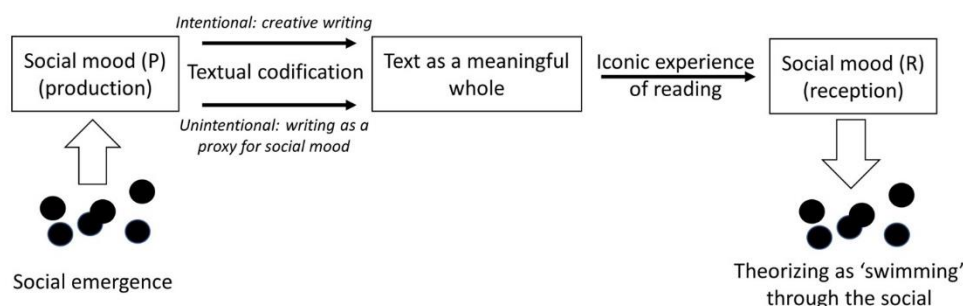 Intentional: creative writing
Social mood (P)
(production)
Textual codification
Unintentional: writing as a
proxy for social mood
Text as a meaningful
whole
Iconic experience
of reading
Social mood (R)
(reception)
Social emergence
Theorizing as ‘swimming’
through the social